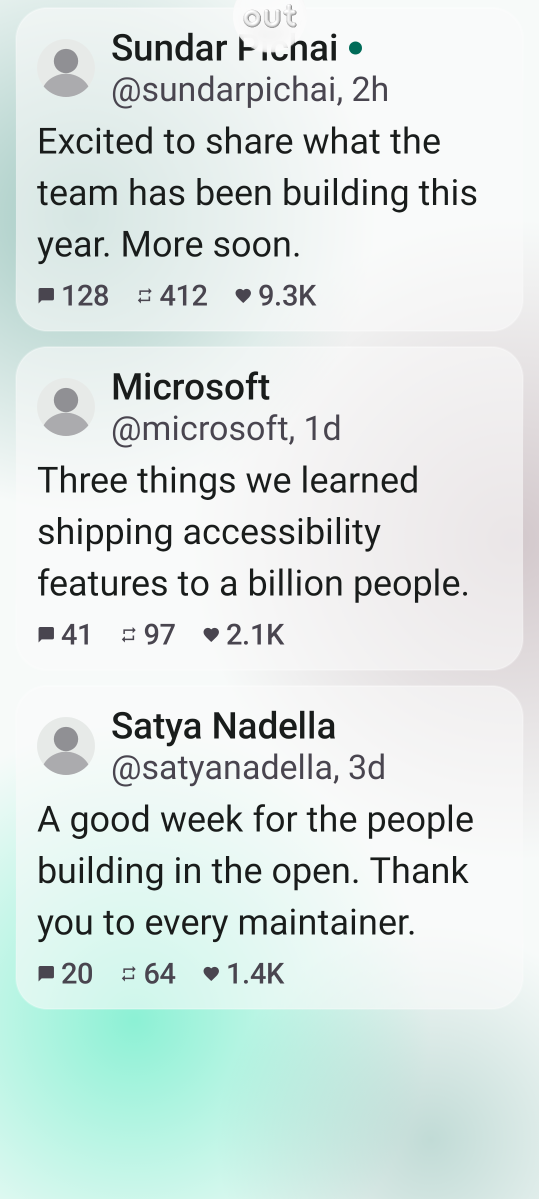 out
Sundar Pichai
@sundarpichai, 2h
Excited to share what the
team has been building this
year. More soon.
128 412 9.3K
Microsoft
@microsoft, 1d
Three things we learned
shipping accessibility
features to a billion people.
41 97 2.1K
Satya Nadella
@satyanadella, 3d
A good week for the people
building in the open. Thank
you to every maintainer.
20 64 1.4K